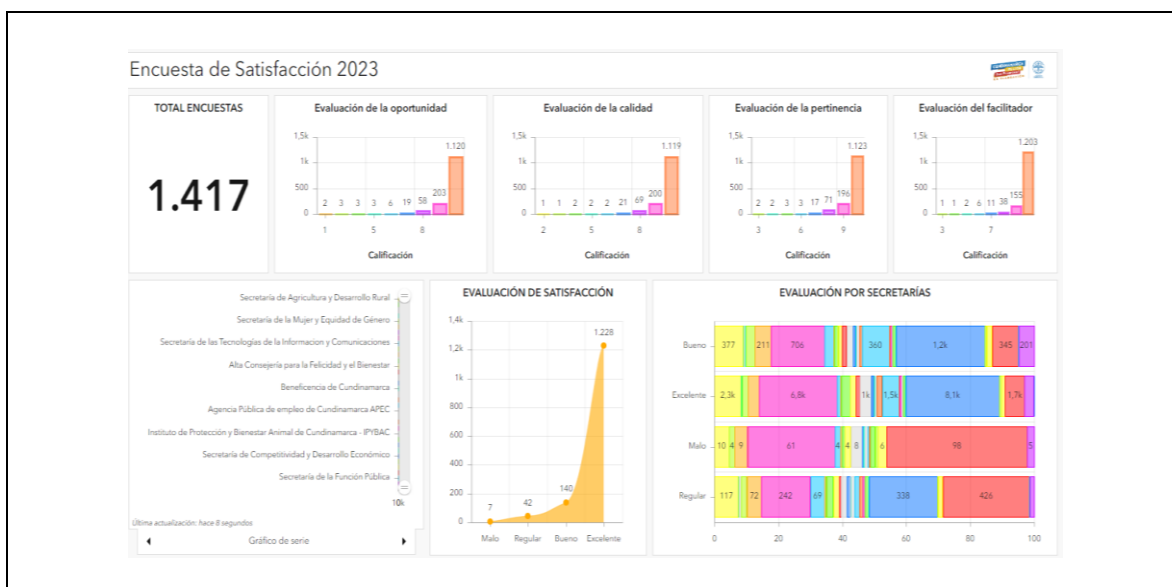 Encuesta de Satisfacción 2023
TOTAL ENCUESTAS
1.417
Evaluación de la oportunidad
1,5k
1k
500
0
2 3 3 3 6 19 58 203 1.120
1 5 8
Calificación
Evaluación de la calidad
1,5k
1k
500
0
1 1 2 2 2 21 69 200 1.119
2 5 8
Calificación
Evaluación de la pertinencia
1,5k
1k
500
0
2 2 3 3 17 71 196 1.123
3 6 9
Calificación
Evaluación del facilitador
1,5k
1k
500
0
1 1 2 6 11 38 155 1.203
3 7
Calificación
Secretaría de Agricultura y Desarrollo Rural
Secretaría de la Mujer y Equidad de Género
Secretaría de las Tecnologías de la Informacion y Comunicaciones
Alta Consejería para la Felicidad y el Bienestar
Beneficencia de Cundinamarca
Agencia Pública de empleo de Cundinamarca APEC
Instituto de Protección y Bienestar Animal de Cundinamarca - IPYBAC
Secretaría de Competitividad y Desarrollo Económico
Secretaría de la Función Pública
10k
Última actualización: hace 8 segundos
Gráfico de serie
EVALUACIÓN DE SATISFACCIÓN
1,4k
1,2k
1k
800
600
400
200
0
7 42 140 1.228
Malo Regular Bueno Excelente
EVALUACIÓN POR SECRETARÍAS
Bueno 377 211 706 360 1,2k 345 201
Excelente 2,3k 6,8k 1k 1,5k 8,1k 1,7k
Malo 10 4 9 61 4 4 8 6 98 5
Regular 117 72 242 69 338 426
0 20 40 60 80 100